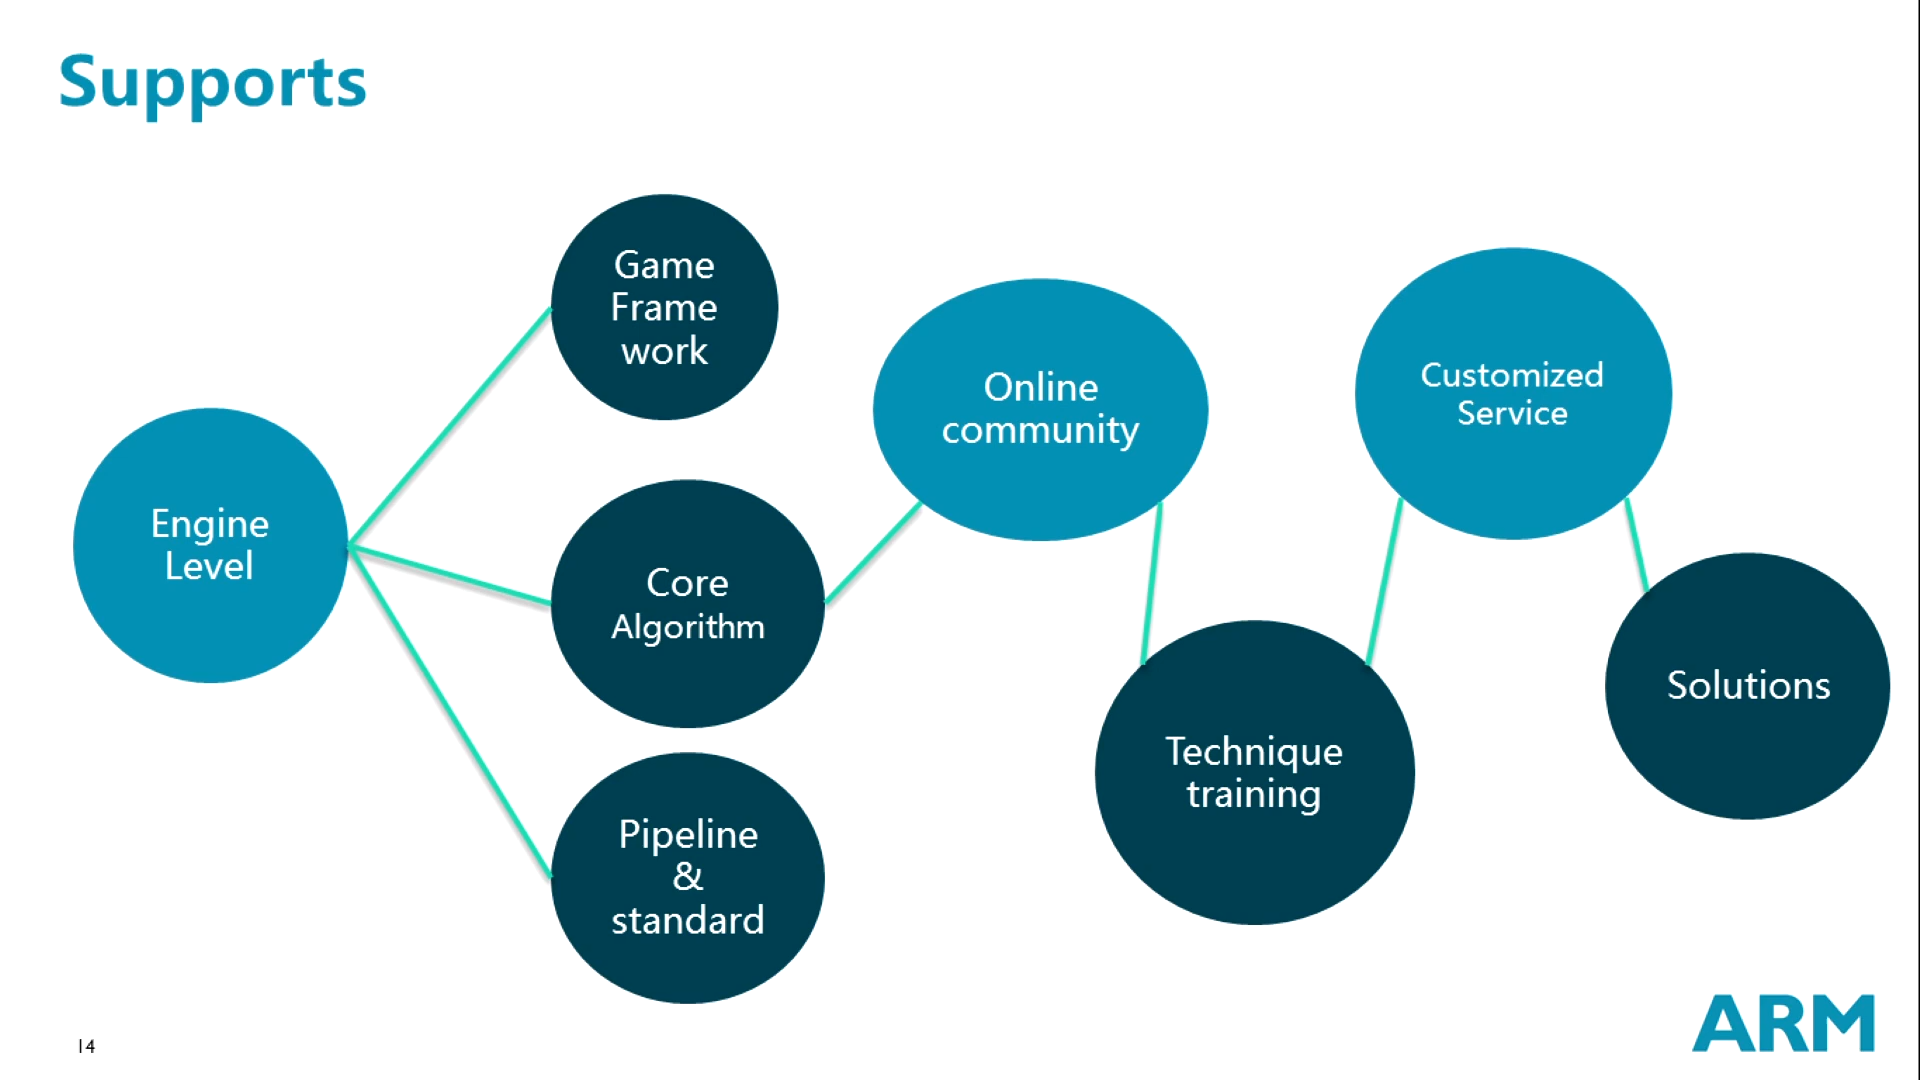 Supports
Game
Frame
work
Engine
Level
Core
Algorithm
Pipeline
&
standard
Online
community
Technique
training
Customized
Service
Solutions
14
ARM